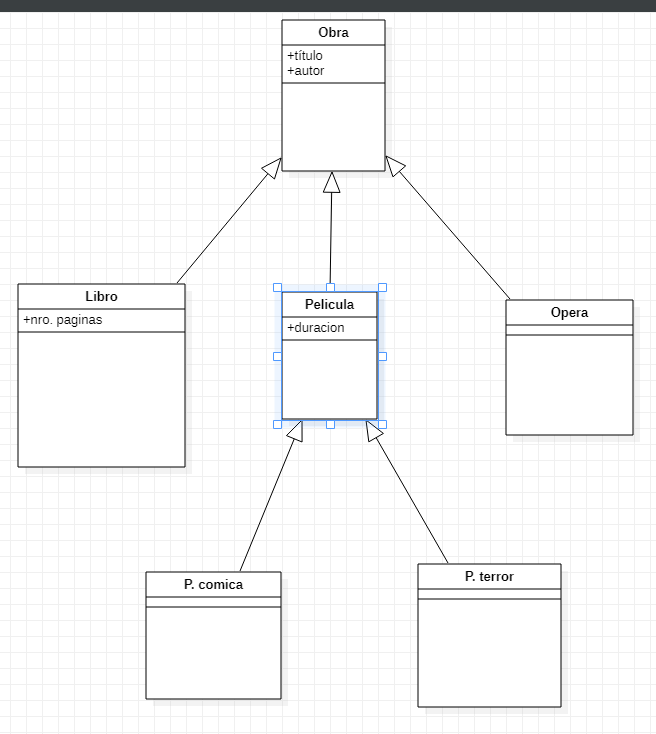 Obra
+título
+autor
Libro
+nro. paginas
Pelicula
+duracion
Opera
P. comica
P. terror